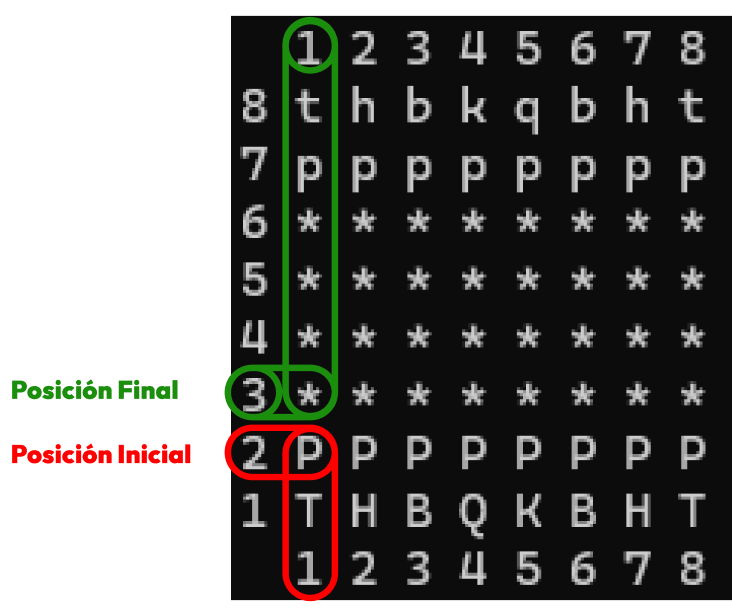 1 2 3 4 5 6 7 8
8 t h b k q b h t
7 p p p p p p p p
6 * * * * * * * *
5 * * * * * * * *
4 * * * * * * * *
Posición Final 3 * * * * * * * *
Posición Inicial 2 P P P P P P P P
1 T H B Q K B H T
1 2 3 4 5 6 7 8